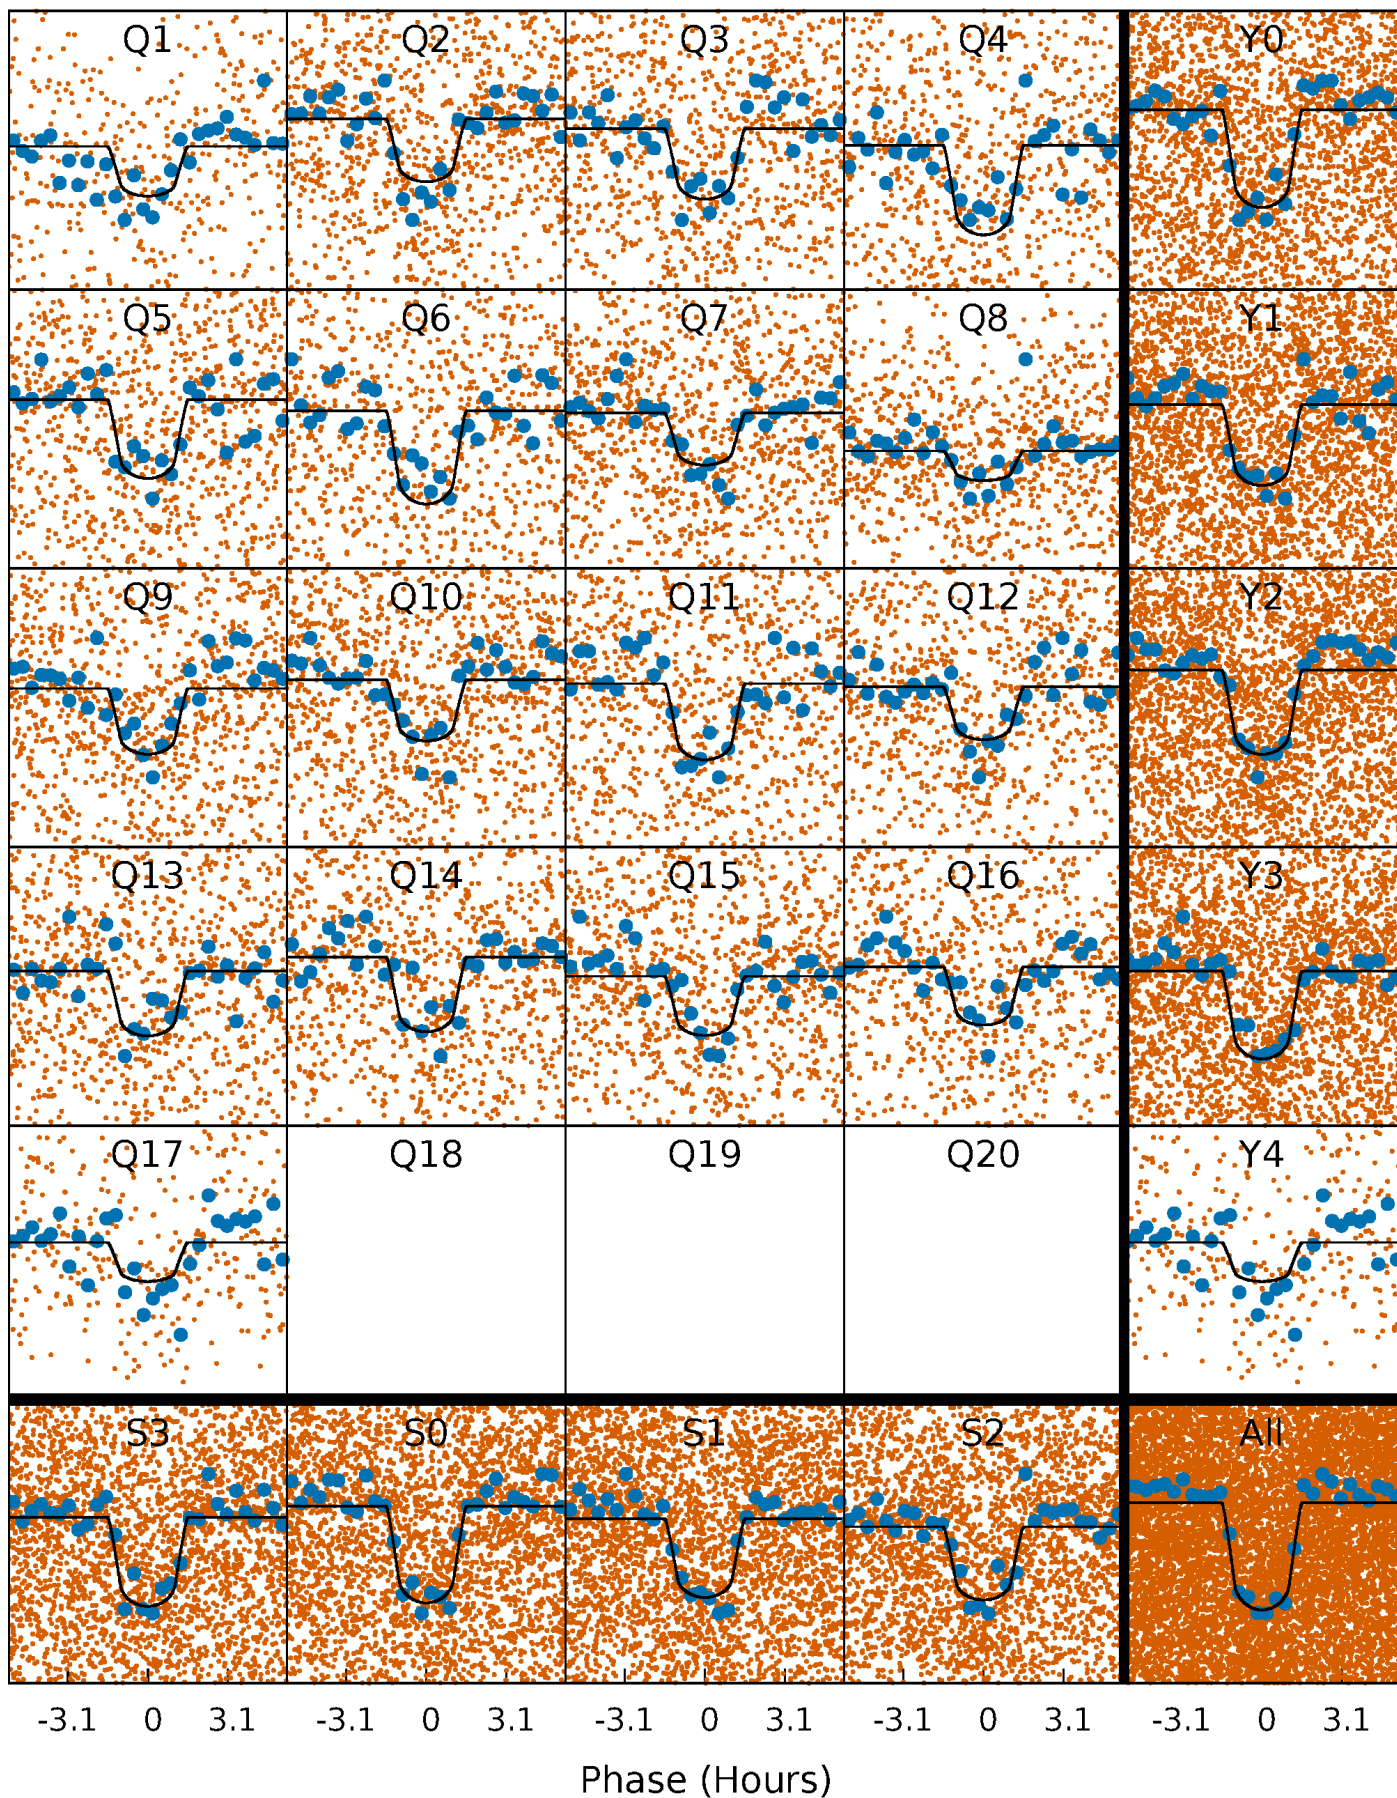 Q1 Q2 Q3 Q4 Y0
Q5 Q6 Q7 Q8 Y1
Q9 Q10 Q11 Q12 Y2
Q13 Q14 Q15 Q16 Y3
Q17 Q18 Q19 Q20 Y4
S3 S0 S1 S2 All
-3.1 0 3.1 -3.1 0 3.1 -3.1 0 3.1 -3.1 0 3.1 -3.1 0 3.1
Phase (Hours)